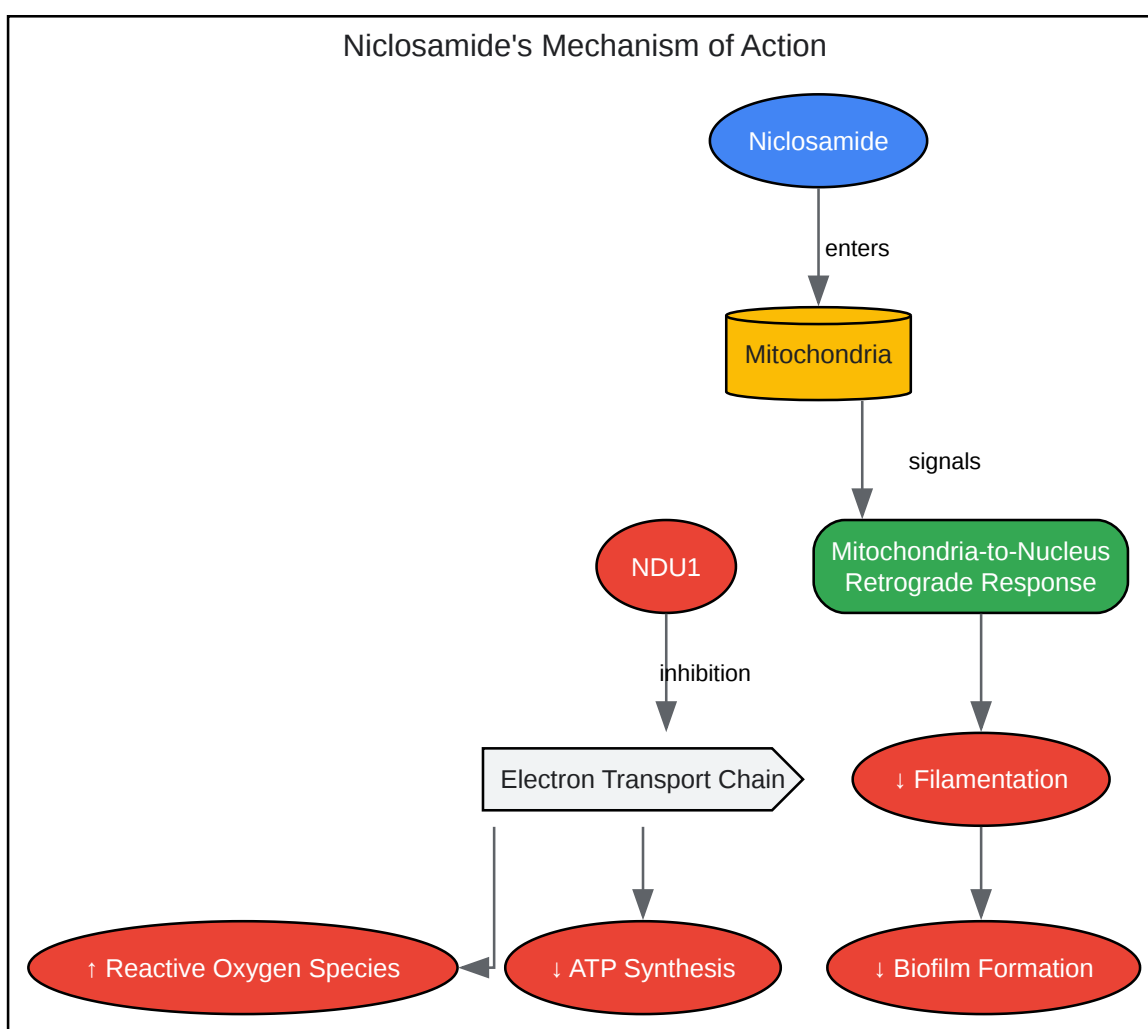 Niclosamide's Mechanism of Action
Niclosamide
enters
Mitochondria
signals
NDU1
Mitochondria-to-Nucleus
Retrograde Response
inhibition
Electron Transport Chain
↓ Filamentation
↑ Reactive Oxygen Species
↓ ATP Synthesis
↓ Biofilm Formation